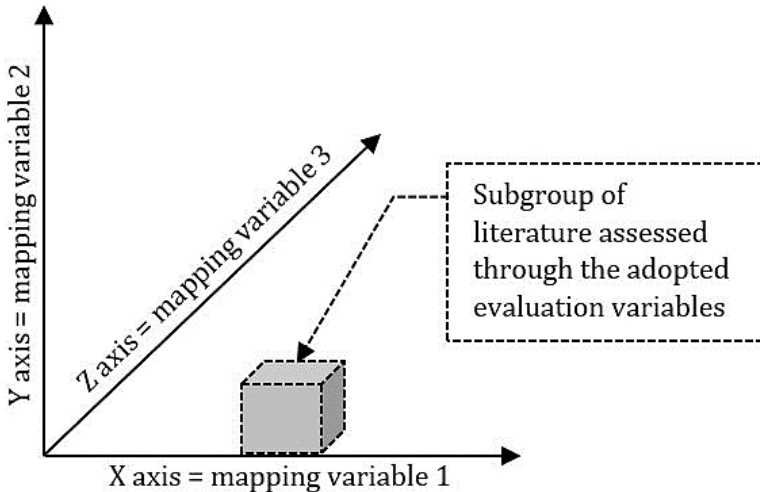 Y axis = mapping variable 2
Z axis = mapping variable 3
Subgroup of
literature assessed
through the adopted
evaluation variables
X axis = mapping variable 1